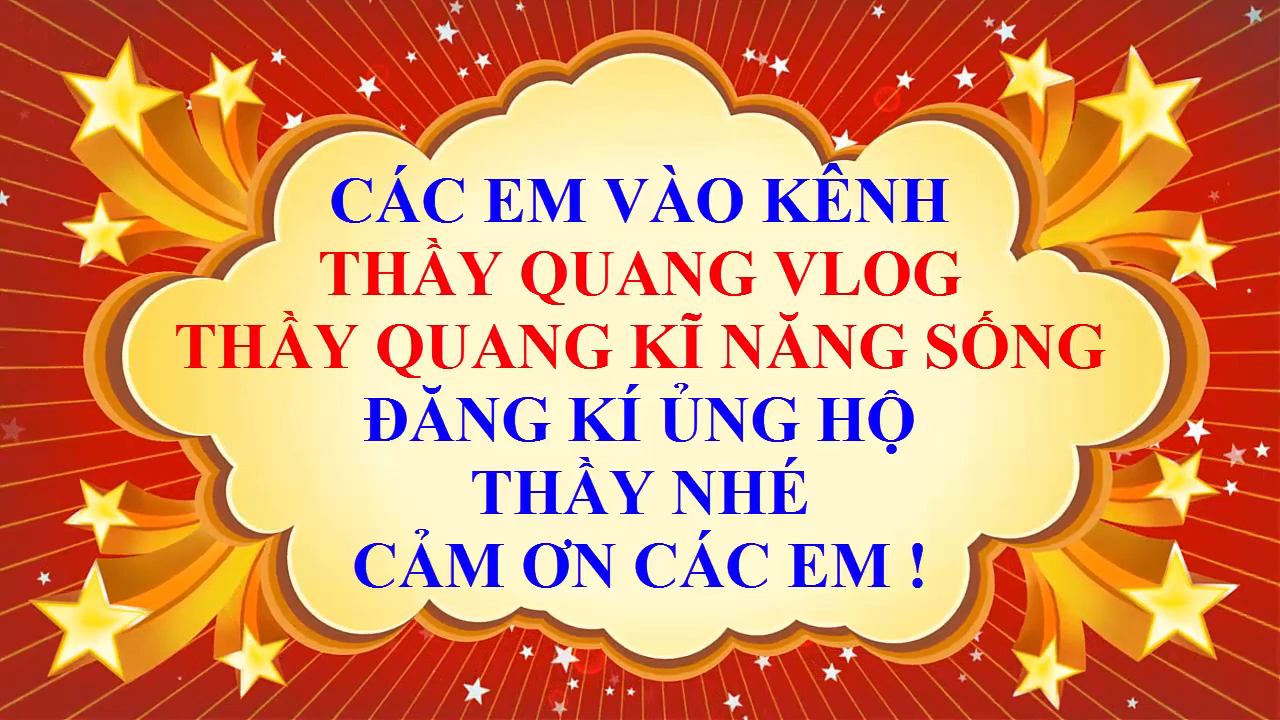 CÁC EM VÀO KÊNH
THẦY QUANG VLOG
THẦY QUANG KĨ NĂNG SỐNG
ĐĂNG KÍ ỦNG HỘ
THẦY NHÉ
CẢM ƠN CÁC EM !